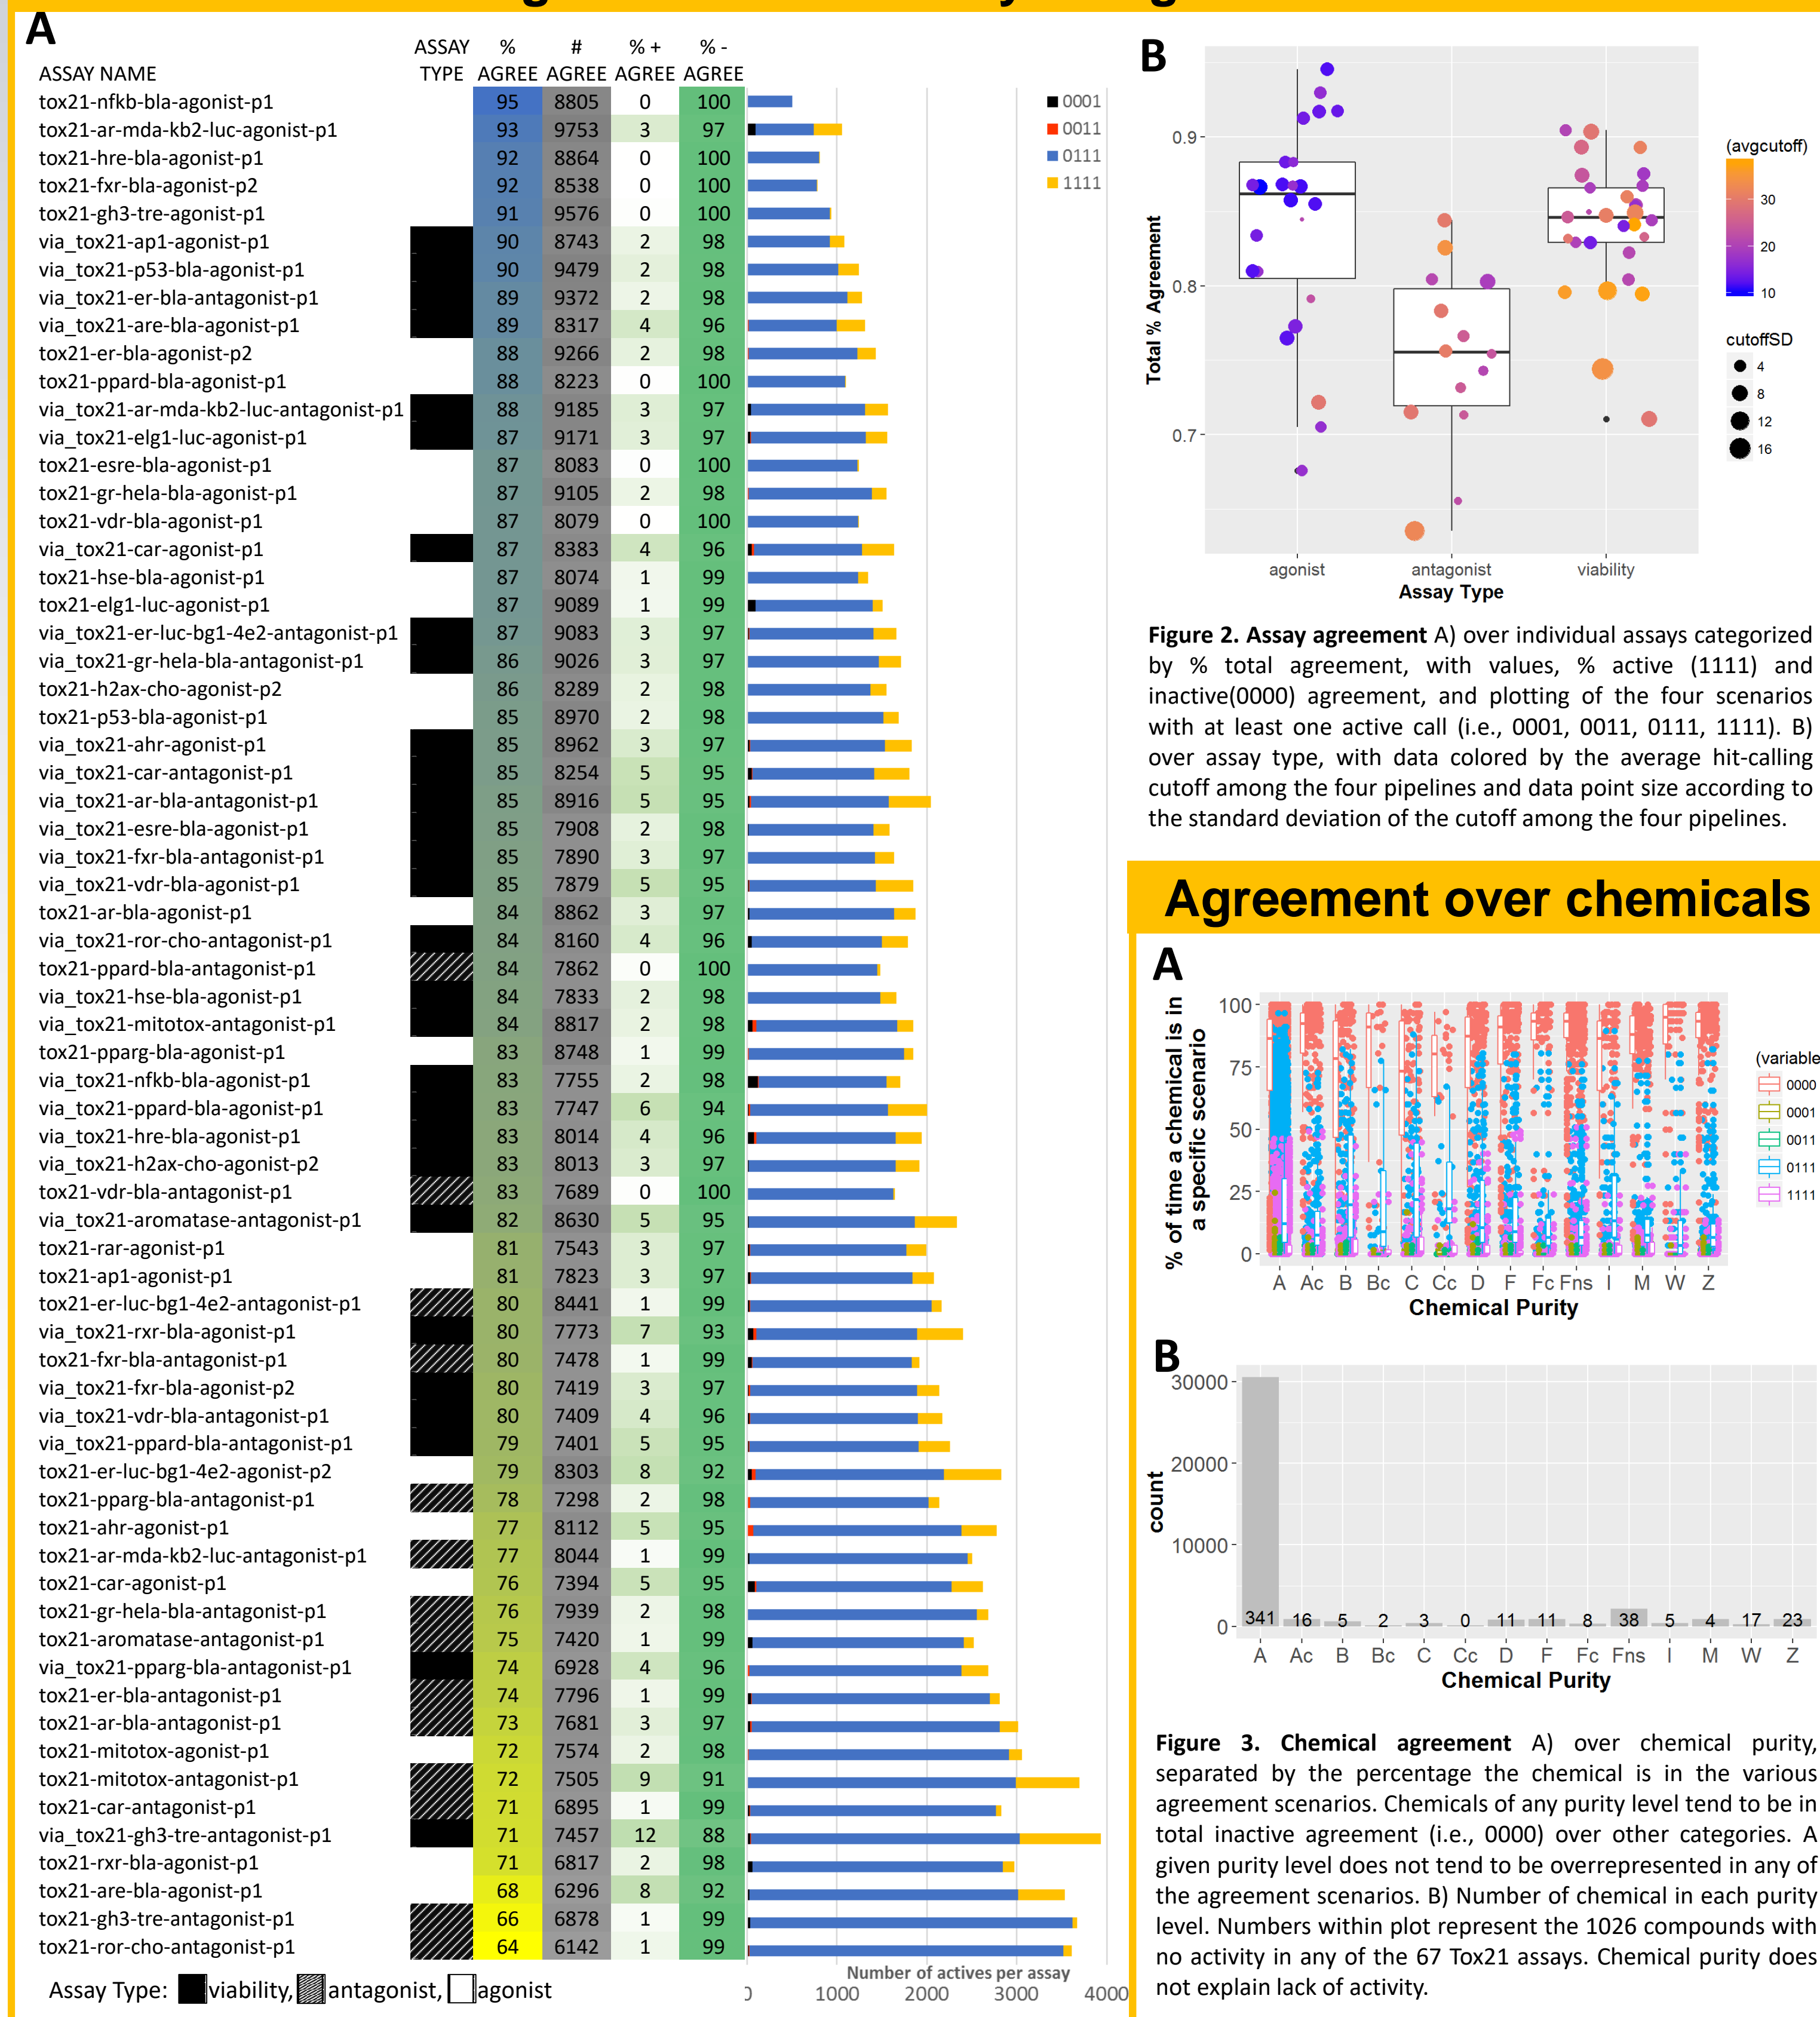 A
ASSAY NAME ASSAY TYPE % AGREE # AGREE % + AGREE % - AGREE
tox21-nfkb-bla-agonist-p1 95 8805 0 100
tox21-ar-mda-kb2-luc-agonist-p1 93 9753 3 97
tox21-hre-bla-agonist-p1 92 8864 0 100
tox21-fxr-bla-agonist-p2 92 8538 0 100
tox21-gh3-tre-agonist-p1 91 9576 0 100
via_tox21-ap1-agonist-p1 90 8743 2 98
via_tox21-p53-bla-agonist-p1 90 9479 2 98
via_tox21-er-bla-antagonist-p1 89 9372 2 98
via_tox21-are-bla-agonist-p1 89 8317 4 96
tox21-er-bla-agonist-p2 88 9266 2 98
tox21-ppard-bla-agonist-p1 88 8223 0 100
via_tox21-ar-mda-kb2-luc-antagonist-p1 88 9185 3 97
via_tox21-elg1-luc-agonist-p1 87 9171 3 97
tox21-esre-bla-agonist-p1 87 8083 0 100
tox21-gr-hela-bla-agonist-p1 87 9105 2 98
tox21-vdr-bla-agonist-p1 87 8079 0 100
via_tox21-car-agonist-p1 87 8383 4 96
tox21-hse-bla-agonist-p1 87 8074 1 99
tox21-elg1-luc-agonist-p1 87 9089 1 99
via_tox21-er-luc-bg1-4e2-antagonist-p1 87 9083 3 97
via_tox21-gr-hela-bla-antagonist-p1 86 9026 3 97
tox21-h2ax-cho-agonist-p2 86 8289 2 98
tox21-p53-bla-agonist-p1 85 8970 2 98
via_tox21-ahr-agonist-p1 85 8962 3 97
via_tox21-car-antagonist-p1 85 8254 5 95
via_tox21-ar-bla-antagonist-p1 85 8916 5 95
via_tox21-esre-bla-agonist-p1 85 7908 2 98
via_tox21-fxr-bla-antagonist-p1 85 7890 3 97
via_tox21-vdr-bla-agonist-p1 85 7879 5 95
tox21-ar-bla-agonist-p1 84 8862 3 97
via_tox21-ror-cho-antagonist-p1 84 8160 4 96
tox21-ppard-bla-antagonist-p1 84 7862 0 100
via_tox21-hse-bla-agonist-p1 84 7833 2 98
via_tox21-mitotox-antagonist-p1 84 8817 2 98
tox21-pparg-bla-agonist-p1 83 8748 1 99
via_tox21-nfkb-bla-agonist-p1 83 7755 2 98
via_tox21-ppard-bla-agonist-p1 83 7747 6 94
via_tox21-hre-bla-agonist-p1 83 8014 4 96
via_tox21-h2ax-cho-agonist-p2 83 8013 3 97
tox21-vdr-bla-antagonist-p1 83 7689 0 100
via_tox21-aromatase-antagonist-p1 82 8630 5 95
tox21-rar-agonist-p1 81 7543 3 97
tox21-ap1-agonist-p1 81 7823 3 97
tox21-er-luc-bg1-4e2-antagonist-p1 80 8441 1 99
via_tox21-rxr-bla-agonist-p1 80 7773 7 93
tox21-fxr-bla-antagonist-p1 80 7478 1 99
via_tox21-fxr-bla-agonist-p2 80 7419 3 97
via_tox21-vdr-bla-antagonist-p1 80 7409 4 96
via_tox21-ppard-bla-antagonist-p1 79 7401 5 95
tox21-er-luc-bg1-4e2-agonist-p2 79 8303 8 92
tox21-pparg-bla-antagonist-p1 78 7298 2 98
tox21-ahr-agonist-p1 77 8112 5 95
tox21-ar-mda-kb2-luc-antagonist-p1 77 8044 1 99
tox21-car-agonist-p1 76 7394 5 95
tox21-gr-hela-bla-antagonist-p1 76 7939 2 98
tox21-aromatase-antagonist-p1 75 7420 1 99
via_tox21-pparg-bla-antagonist-p1 74 6928 4 96
tox21-er-bla-antagonist-p1 74 7796 1 99
tox21-ar-bla-antagonist-p1 73 7681 3 97
tox21-mitotox-agonist-p1 72 7574 2 98
tox21-mitotox-antagonist-p1 72 7505 9 91
tox21-car-antagonist-p1 71 6895 1 99
via_tox21-gh3-tre-antagonist-p1 71 7457 12 88
tox21-rxr-bla-agonist-p1 71 6817 2 98
tox21-are-bla-agonist-p1 68 6296 8 92
tox21-gh3-tre-antagonist-p1 66 6878 1 99
tox21-ror-cho-antagonist-p1 64 6142 1 99
Assay Type: viability, antagonist, agonist
0001
0011
0111
1111
Number of actives per assay
0 1000 2000 3000 4000
B
Total % Agreement
0.9
0.8
0.7
agonist antagonist viability
Assay Type
(avgcutoff)
30
20
10
cutoffSD
4
8
12
16
Figure 2. Assay agreement A) over individual assays categorized
by % total agreement, with values, % active (1111) and
inactive(0000) agreement, and plotting of the four scenarios
with at least one active call (i.e., 0001, 0011, 0111, 1111). B)
over assay type, with data colored by the average hit-calling
cutoff among the four pipelines and data point size according to
the standard deviation of the cutoff among the four pipelines.
Agreement over chemicals
A
% of time a chemical is in
a specific scenario
100
75
50
25
0
A Ac B Bc C Cc D F Fc Fns I M W Z
Chemical Purity
(variable
0000
0001
0011
0111
1111
B
count
30000
20000
10000
0
341 16 5 2 3 0 11 11 8 38 5 4 17 23
A Ac B Bc C Cc D F Fc Fns I M W Z
Chemical Purity
Figure 3. Chemical agreement A) over chemical purity,
separated by the percentage the chemical is in the various
agreement scenarios. Chemicals of any purity level tend to be in
total inactive agreement (i.e., 0000) over other categories. A
given purity level does not tend to be overrepresented in any of
the agreement scenarios. B) Number of chemical in each purity
level. Numbers within plot represent the 1026 compounds with
no activity in any of the 67 Tox21 assays. Chemical purity does
not explain lack of activity.